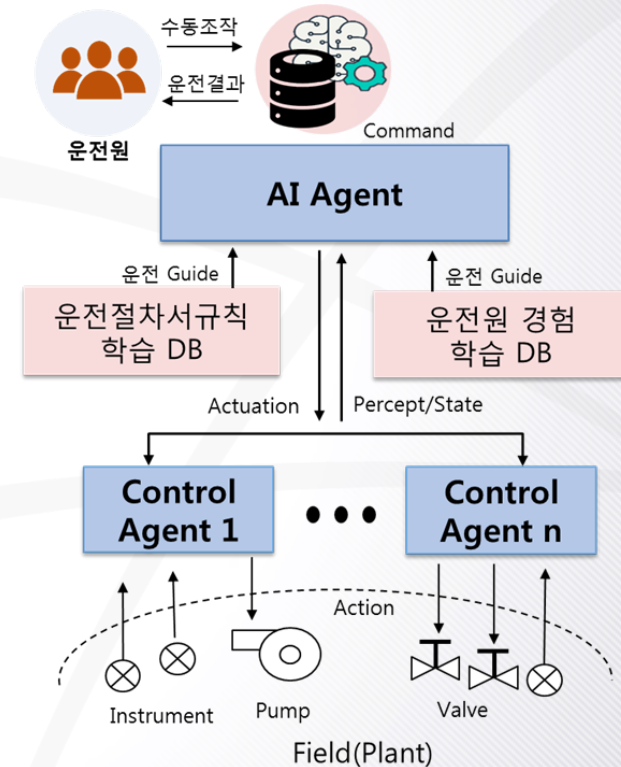 수동조작
운전결과
운전원
Command
AI Agent
운전 Guide
운전 Guide
운전절차서규칙
학습 DB
운전원 경험
학습 DB
Actuation
Percept/State
Control
Agent 1
Control
Agent n
Action
Instrument
Pump
Valve
Field(Plant)